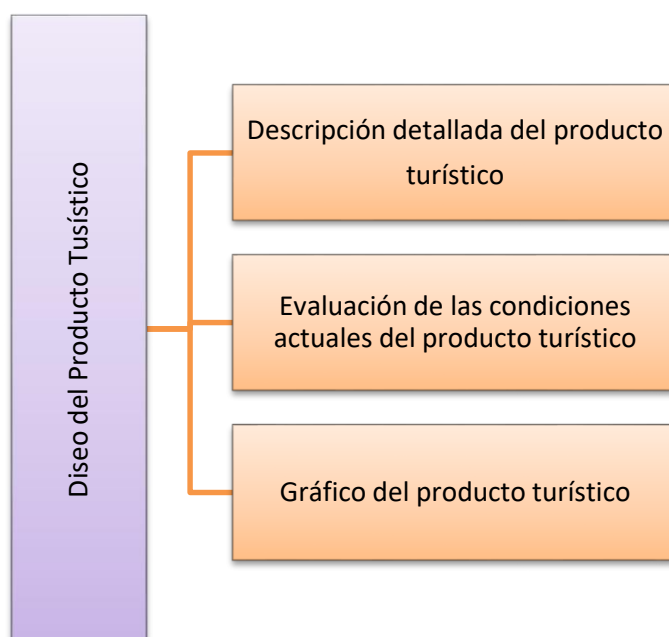 Diseo del Producto Tusístico
Descripción detallada del producto
turístico
Evaluación de las condiciones
actuales del producto turístico
Gráfico del producto turístico